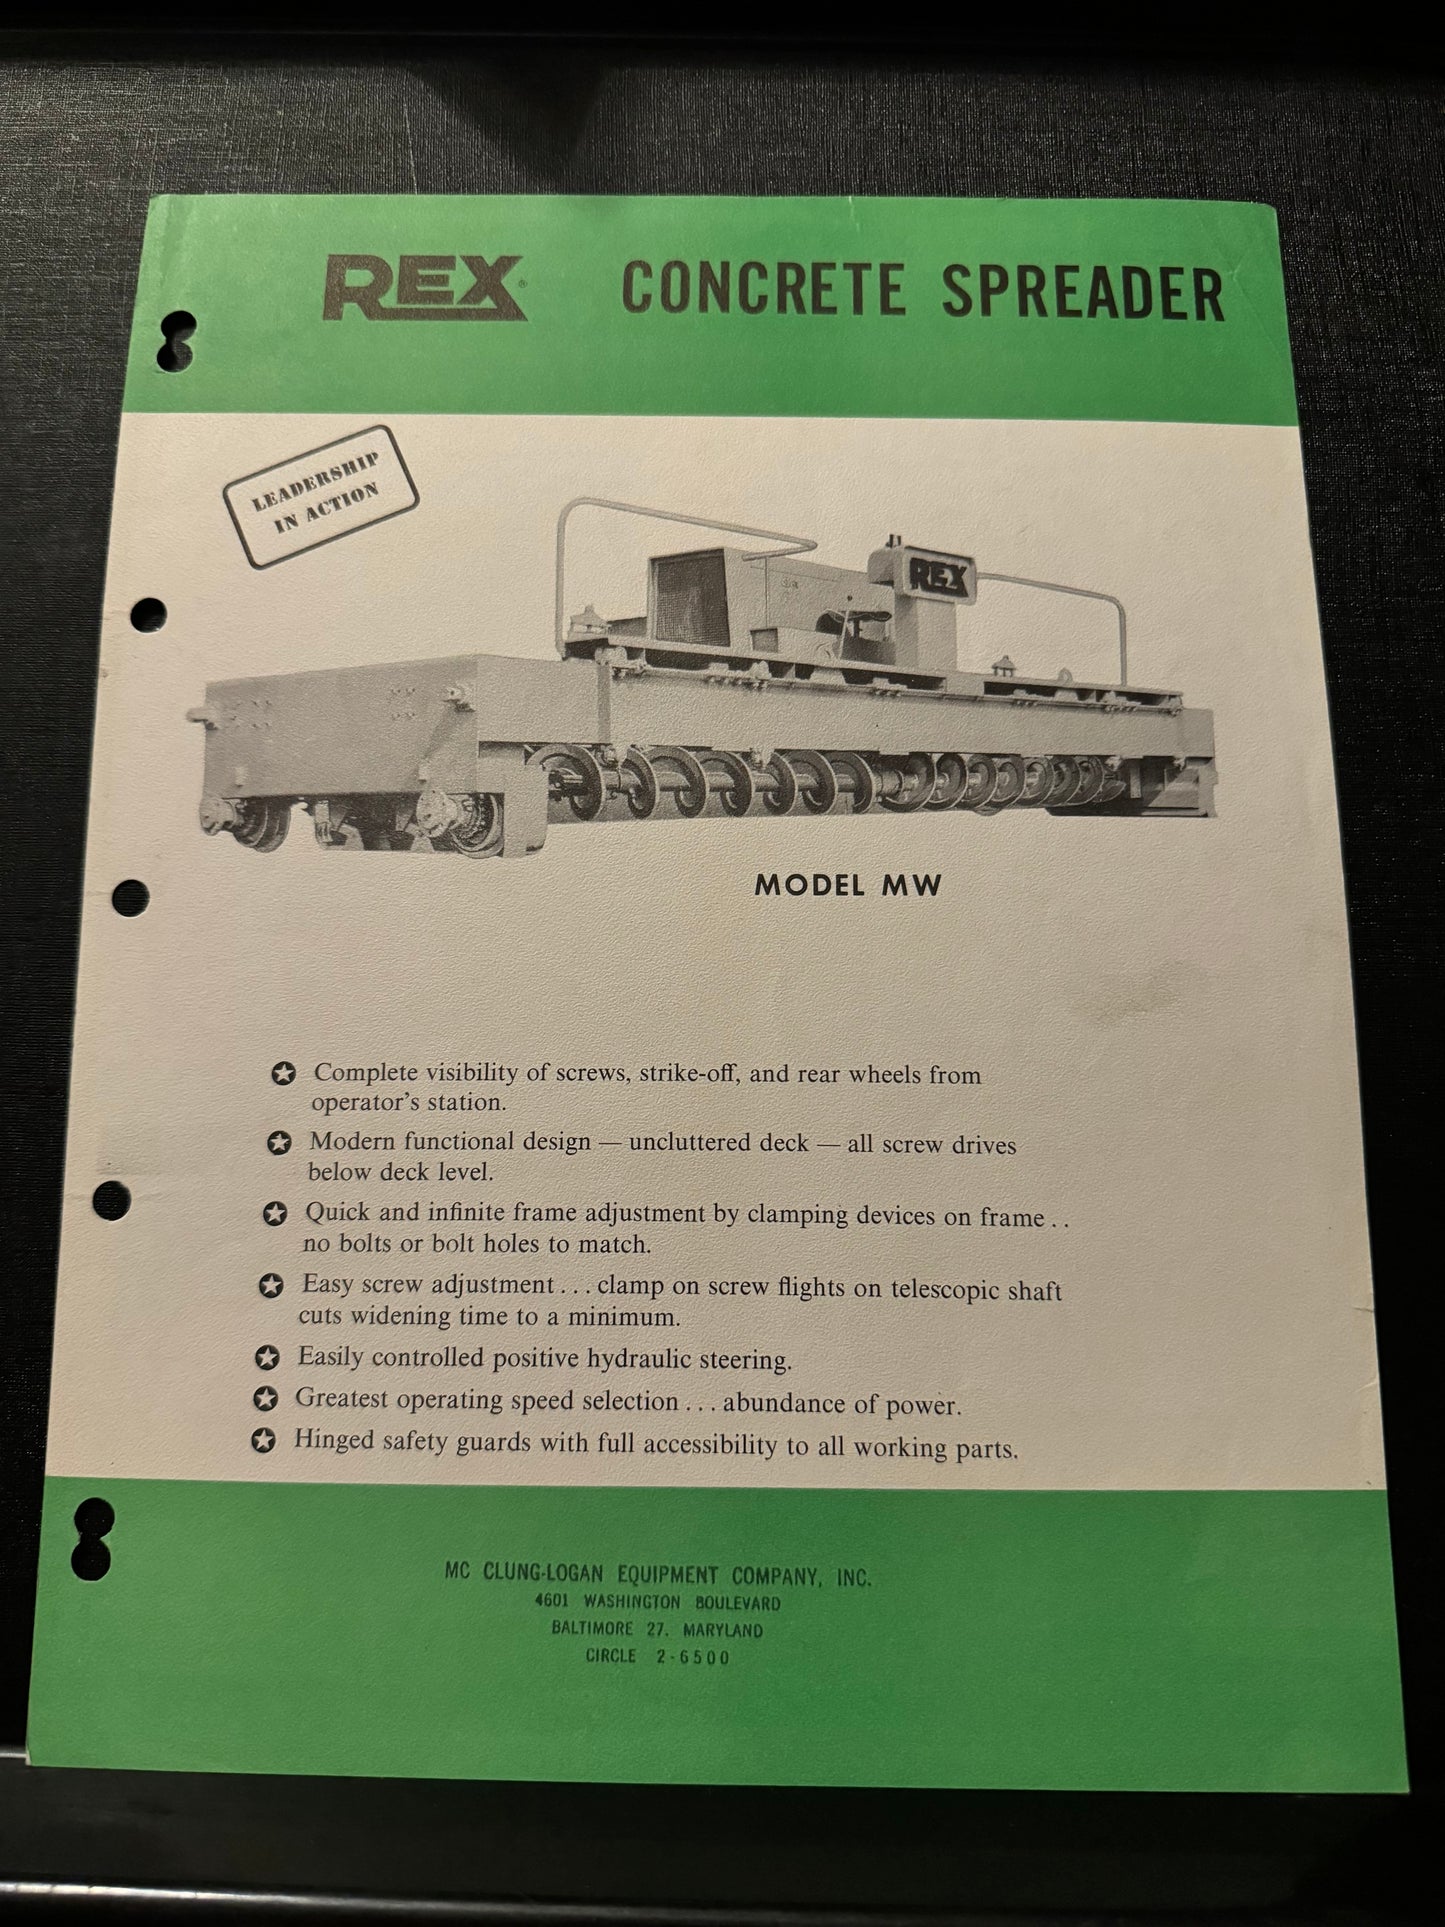 REX® CONCRETE SPREADER
LEADERSHIP
IN ACTION
REX
MODEL MW
Complete visibility of screws, strike-off, and rear wheels from
operator's station.
Modern functional design — uncluttered deck — all screw drives
below deck level.
Quick and infinite frame adjustment by clamping devices on frame . .
no bolts or bolt holes to match.
Easy screw adjustment . . . clamp on screw flights on telescopic shaft
cuts widening time to a minimum.
Easily controlled positive hydraulic steering.
Greatest operating speed selection . . . abundance of power.
Hinged safety guards with full accessibility to all working parts.
MC CLUNG-LOGAN EQUIPMENT COMPANY, INC.
4601 WASHINGTON BOULEVARD
BALTIMORE 27, MARYLAND
CIRCLE 2-6500